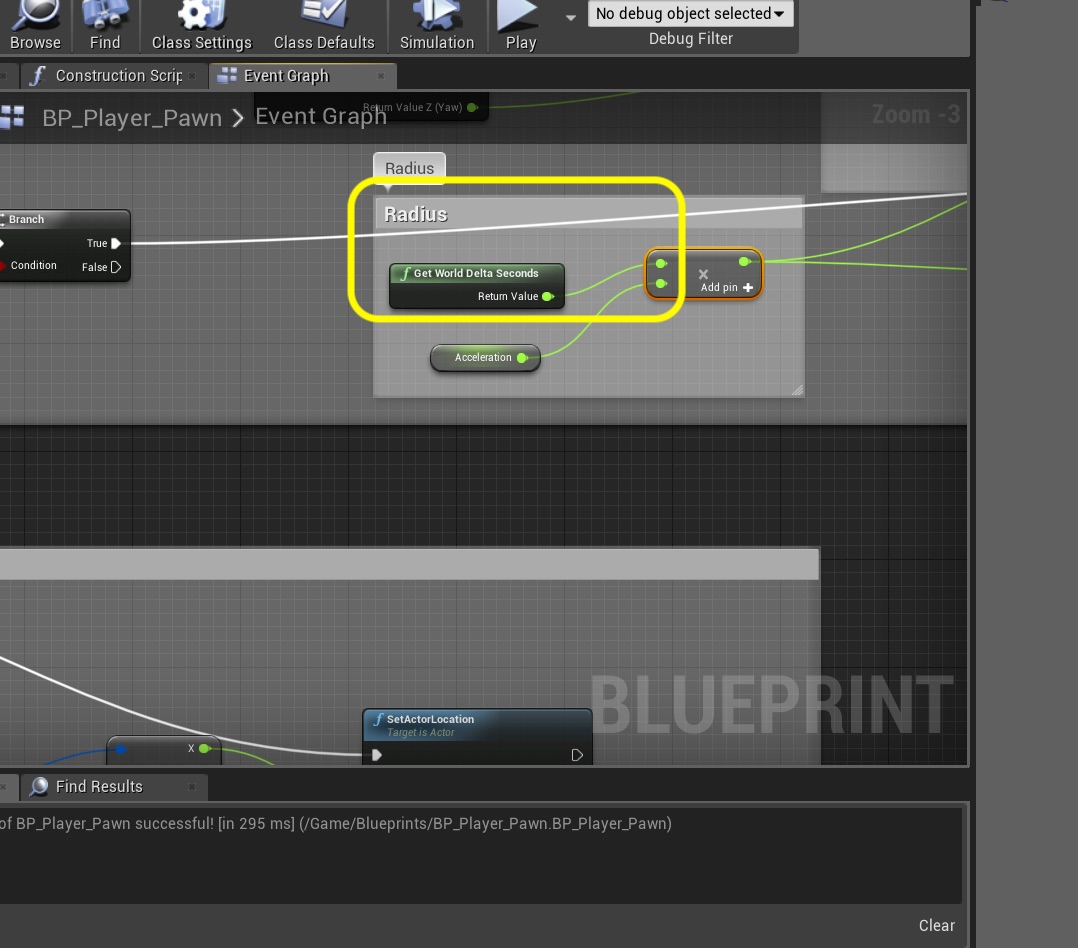 Browse
Find
Class Settings
Class Defaults
Simulation
Play
No debug object selected
Debug Filter
Construction Scrip
Event Graph
Return Value Z (Yaw)
BP_Player_Pawn > Event Graph
Zoom -3
Radius
Radius
Branch
True
Condition
False
Get World Delta Seconds
Return Value
Add pin
Acceleration
BLUEPRINT
SetActorLocation
Target is Actor
X
Find Results
of BP_Player_Pawn successful! [in 295 ms] (/Game/Blueprints/BP_Player_Pawn.BP_Player_Pawn)
Clear